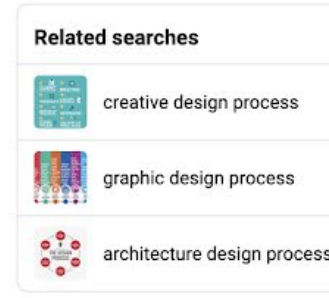 Related searches
creative design process
graphic design process
architecture design process